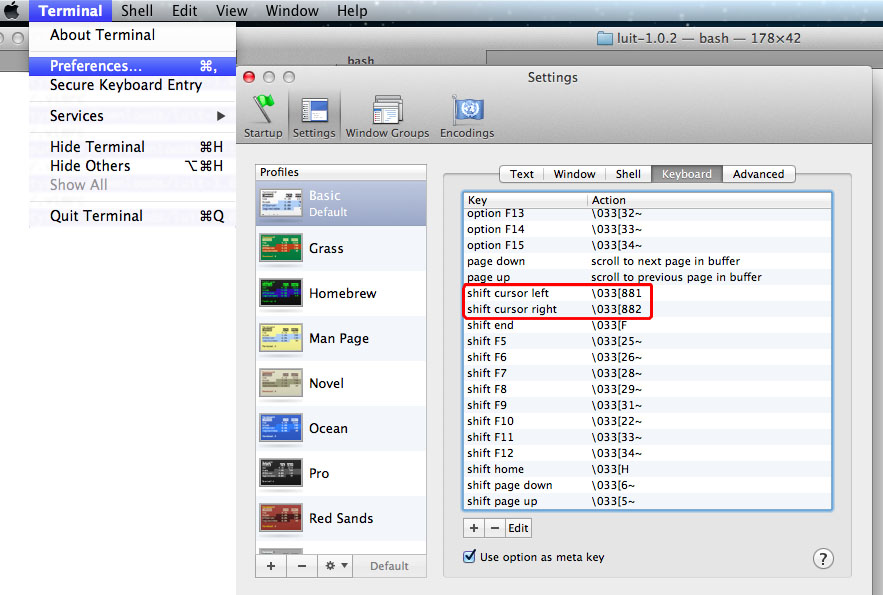 Terminal Shell Edit View Window Help
About Terminal
Preferences... ⌘,
Secure Keyboard Entry
Services
Hide Terminal ⌘H
Hide Others ⌥⌘H
Show All
Quit Terminal ⌘Q
luit-1.0.2 — bash — 178×42
bash
Settings
Startup Settings Window Groups Encodings
Profiles
Basic
Default
Grass
Homebrew
Man Page
Novel
Ocean
Pro
Red Sands
+ − Default
Text Window Shell Keyboard Advanced
Key Action
option F13 \033[32~
option F14 \033[33~
option F15 \033[34~
page down scroll to next page in buffer
page up scroll to previous page in buffer
shift cursor left \033[881
shift cursor right \033[882
shift end \033[F
shift F5 \033[25~
shift F6 \033[26~
shift F7 \033[28~
shift F8 \033[29~
shift F9 \033[31~
shift F10 \033[22~
shift F11 \033[33~
shift F12 \033[34~
shift home \033[H
shift page down \033[6~
shift page up \033[5~
+ − Edit
Use option as meta key
?